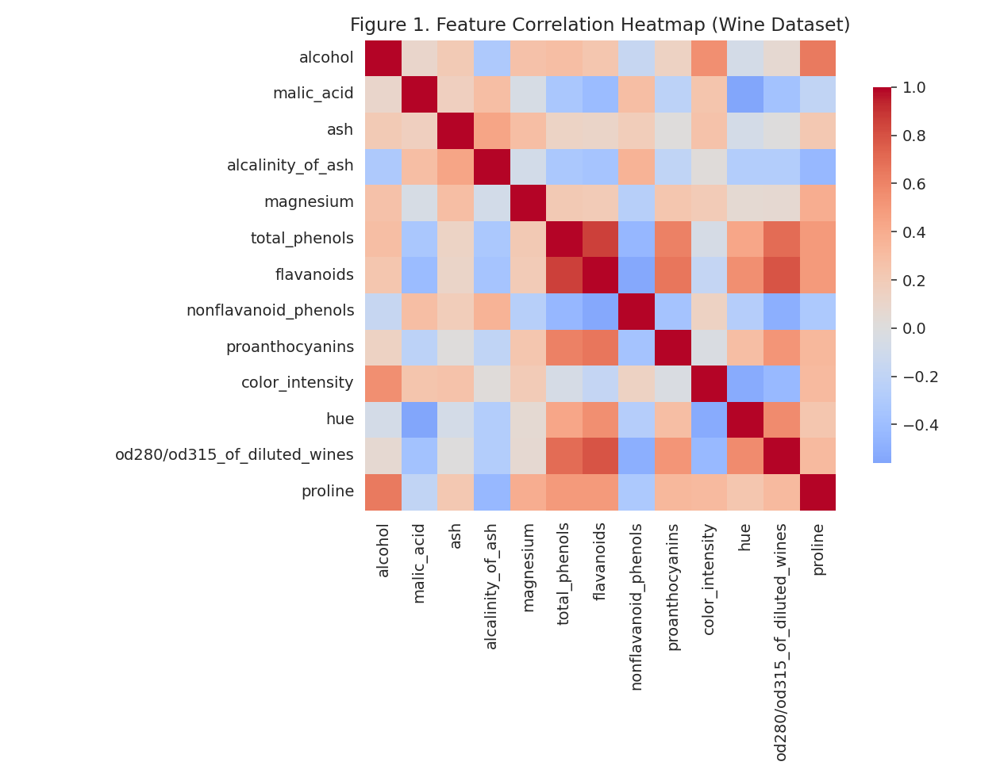 Figure 1. Feature Correlation Heatmap (Wine Dataset)
alcohol
malic_acid
ash
alcalinity_of_ash
magnesium
total_phenols
flavanoids
nonflavanoid_phenols
proanthocyanins
color_intensity
hue
od280/od315_of_diluted_wines
proline
alcohol
malic_acid
ash
alcalinity_of_ash
magnesium
total_phenols
flavanoids
nonflavanoid_phenols
proanthocyanins
color_intensity
hue
od280/od315_of_diluted_wines
proline
1.0
0.8
0.6
0.4
0.2
0.0
−0.2
−0.4